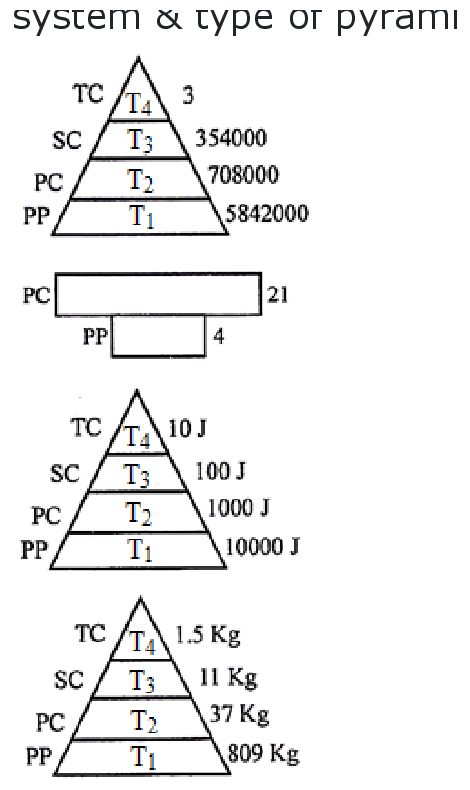 system & type of pyrami
TC T4 3
SC T3 354000
PC T2 708000
PP T1 5842000
PC 21
PP 4
TC T4 10 J
SC T3 100 J
PC T2 1000 J
PP T1 10000 J
TC T4 1.5 Kg
SC T3 11 Kg
PC T2 37 Kg
PP T1 809 Kg